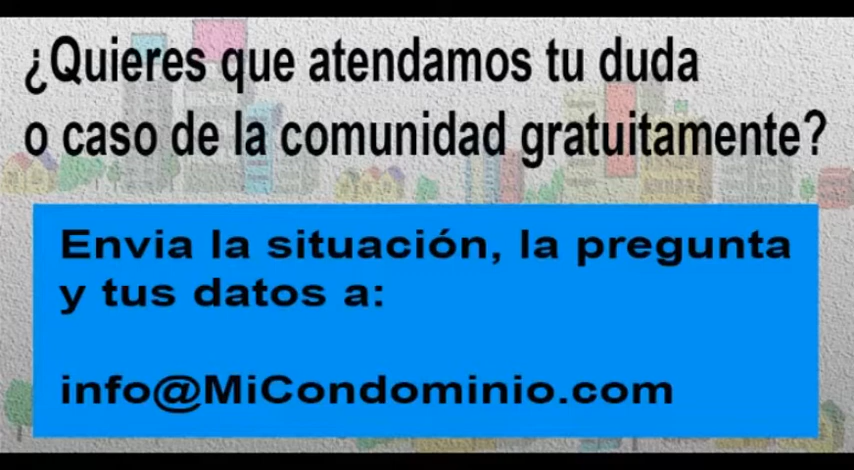 ¿Quieres que atendamos tu duda
o caso de la comunidad gratuitamente?
Envia la situación, la pregunta
y tus datos a:
info@MiCondominio.com